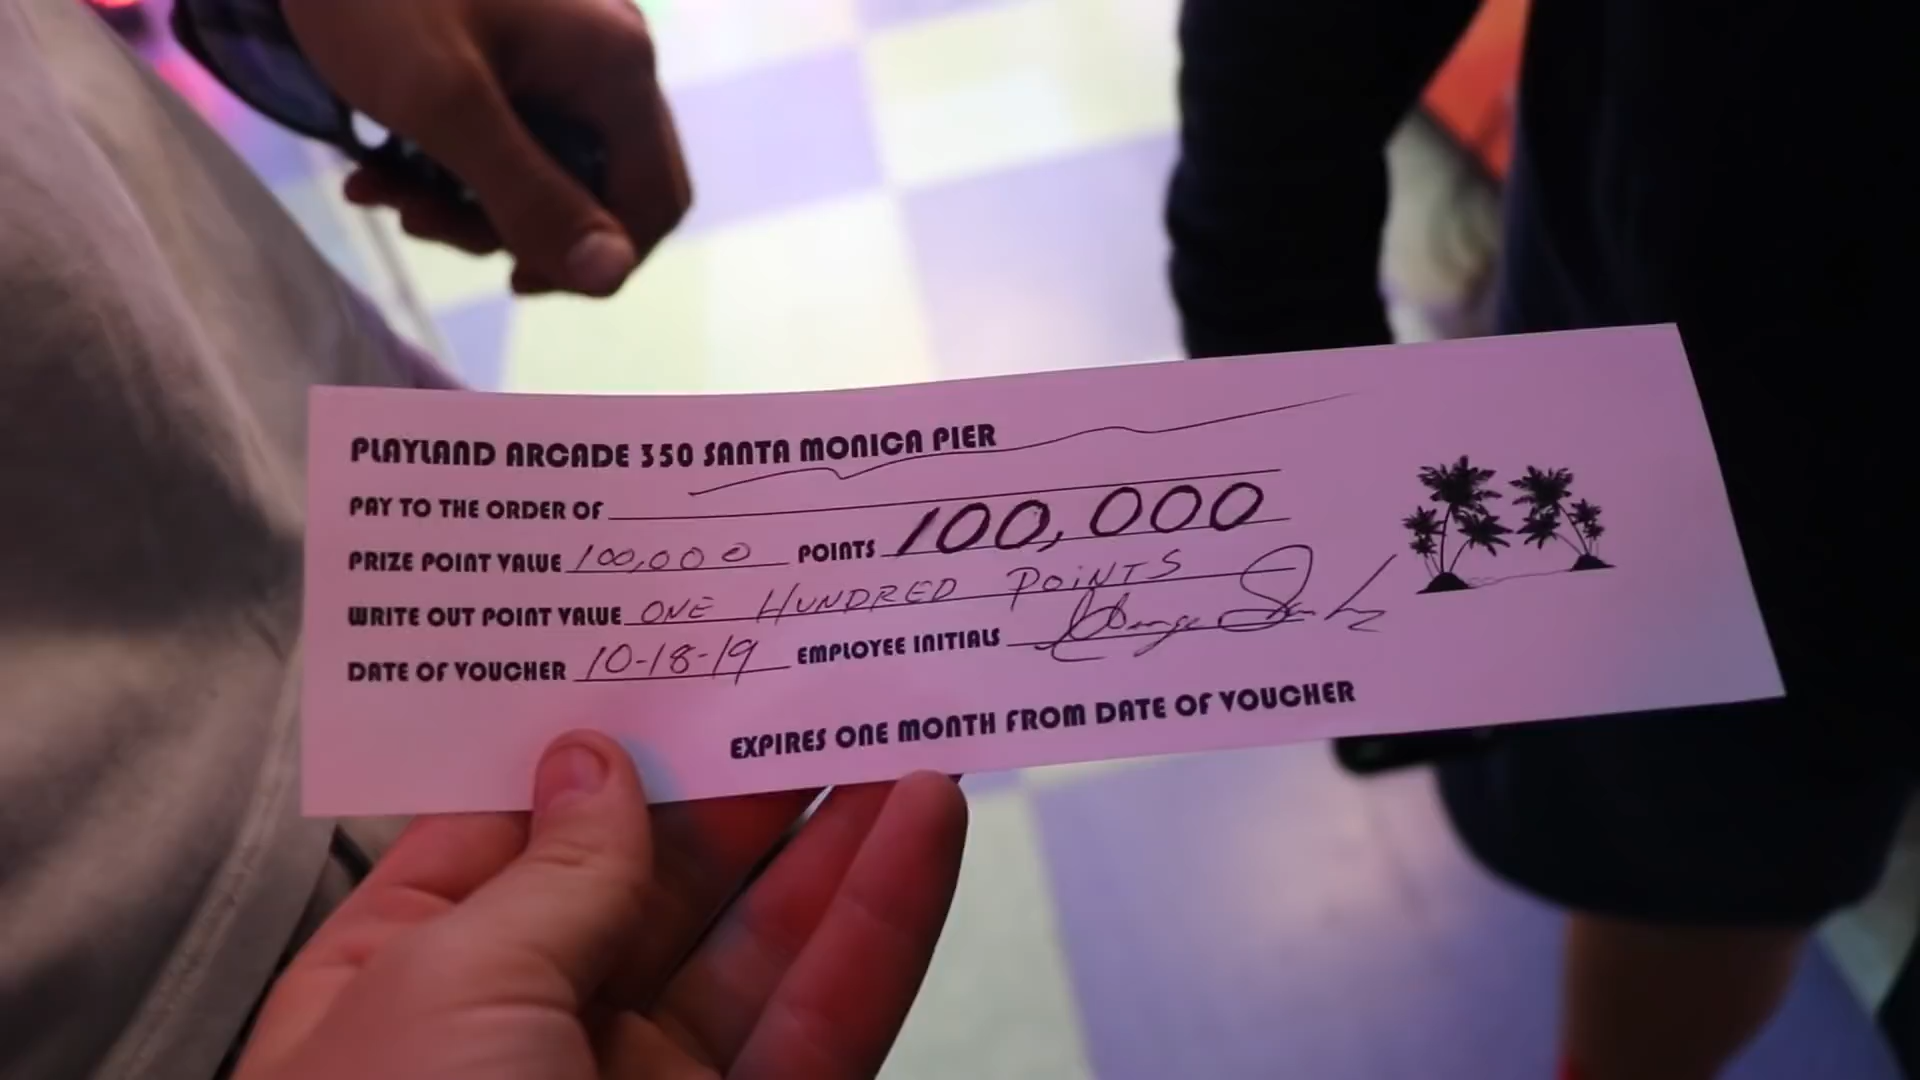 PLAYLAND ARCADE 350 SANTA MONICA PIER
PAY TO THE ORDER OF
PRIZE POINT VALUE 100,000 POINTS 100,000
WRITE OUT POINT VALUE ONE HUNDRED POINTS
DATE OF VOUCHER 10-18-19 EMPLOYEE INITIALS
EXPIRES ONE MONTH FROM DATE OF VOUCHER